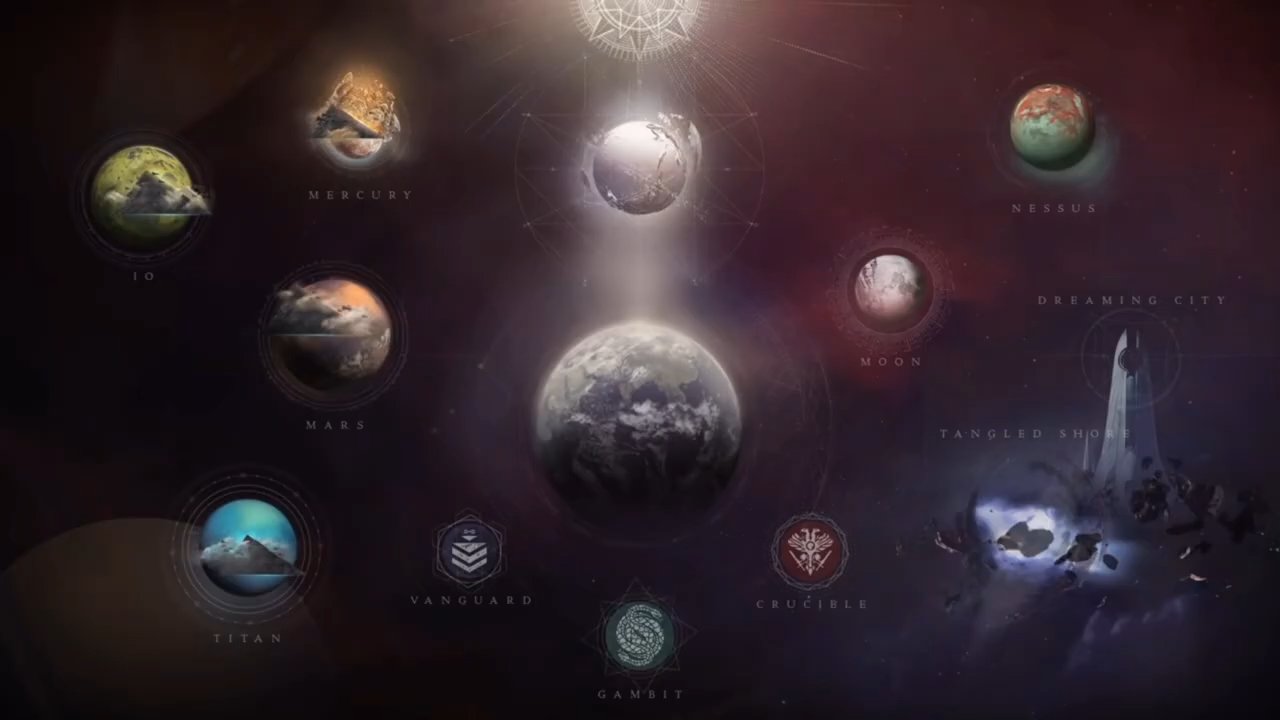 MERCURY
NESSUS
IO
DREAMING CITY
MOON
MARS
TANGLED SHORE
VANGUARD
CRUCIBLE
TITAN
GAMBIT